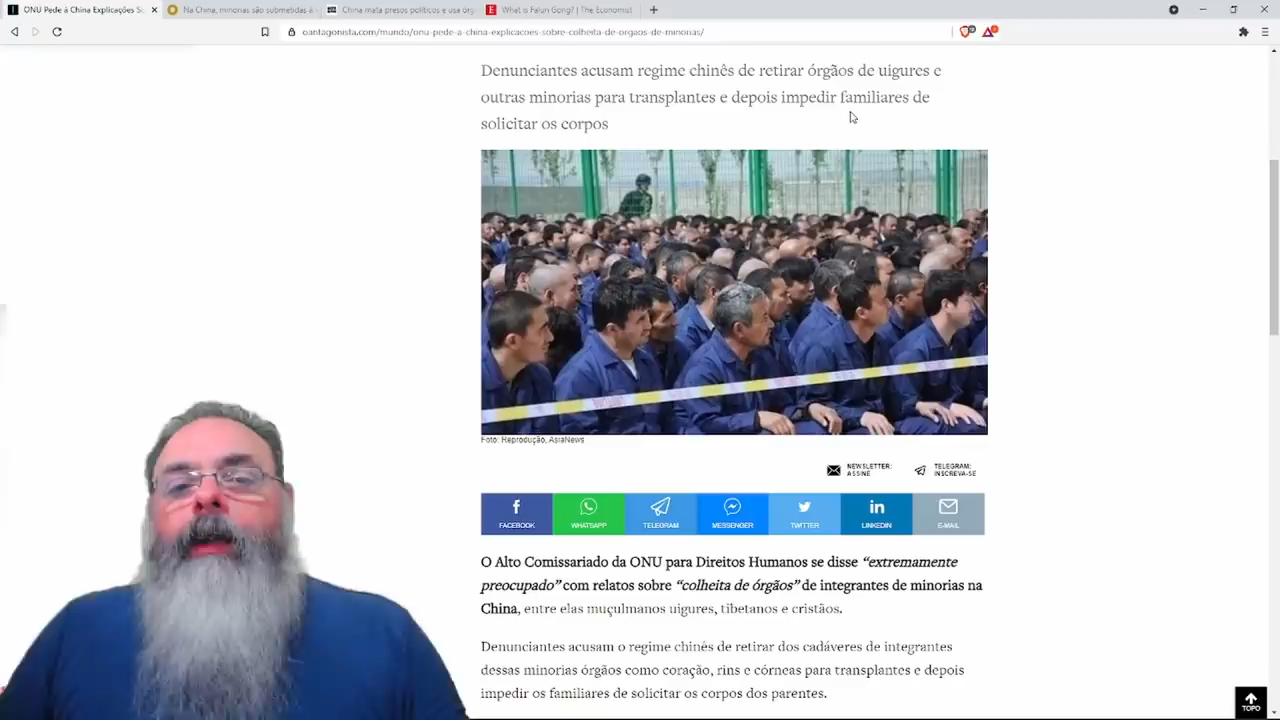 ONU Pede à China Explicações S
Na China, minorias são submetidas à
China mata presos políticos e usa órg
What is Falun Gong? | The Economist
oantagonista.com/mundo/onu-pede-a-china-explicacoes-sobre-colheita-de-orgaos-de-minorias/
Denunciantes acusam regime chinês de retirar órgãos de uigures e
outras minorias para transplantes e depois impedir familiares de
solicitar os corpos
Foto: Reprodução, AsiaNews
NEWSLETTER:
ASSINE
TELEGRAM:
INSCREVA-SE
FACEBOOK
WHATSAPP
TELEGRAM
MESSENGER
TWITTER
LINKEDIN
E-MAIL
O Alto Comissariado da ONU para Direitos Humanos se disse “extremamente
preocupado” com relatos sobre “colheita de órgãos” de integrantes de minorias na
China, entre elas muçulmanos uigures, tibetanos e cristãos.
Denunciantes acusam o regime chinês de retirar dos cadáveres de integrantes
dessas minorias órgãos como coração, rins e córneas para transplantes e depois
impedir os familiares de solicitar os corpos dos parentes.
TOPO